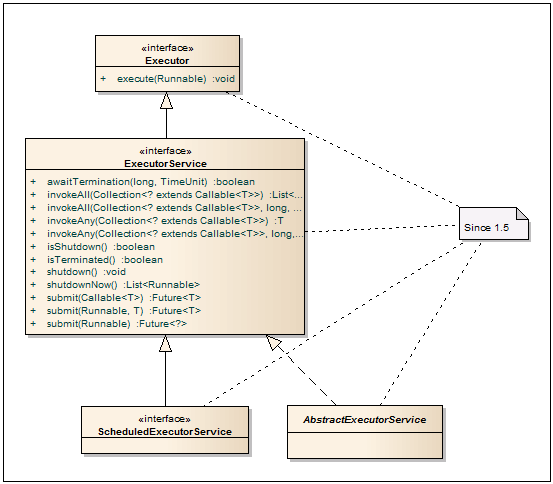 «interface»
Executor
+ execute(Runnable) :void
«interface»
ExecutorService
+ awaitTermination(long, TimeUnit) :boolean
+ invokeAll(Collection<? extends Callable<T>>) :List<...
+ invokeAll(Collection<? extends Callable<T>>, long, ...
+ invokeAny(Collection<? extends Callable<T>>) :T
+ invokeAny(Collection<? extends Callable<T>>, long,...
+ isShutdown() :boolean
+ isTerminated() :boolean
+ shutdown() :void
+ shutdownNow() :List<Runnable>
+ submit(Callable<T>) :Future<T>
+ submit(Runnable, T) :Future<T>
+ submit(Runnable) :Future<?>
Since 1.5
«interface»
ScheduledExecutorService
AbstractExecutorService